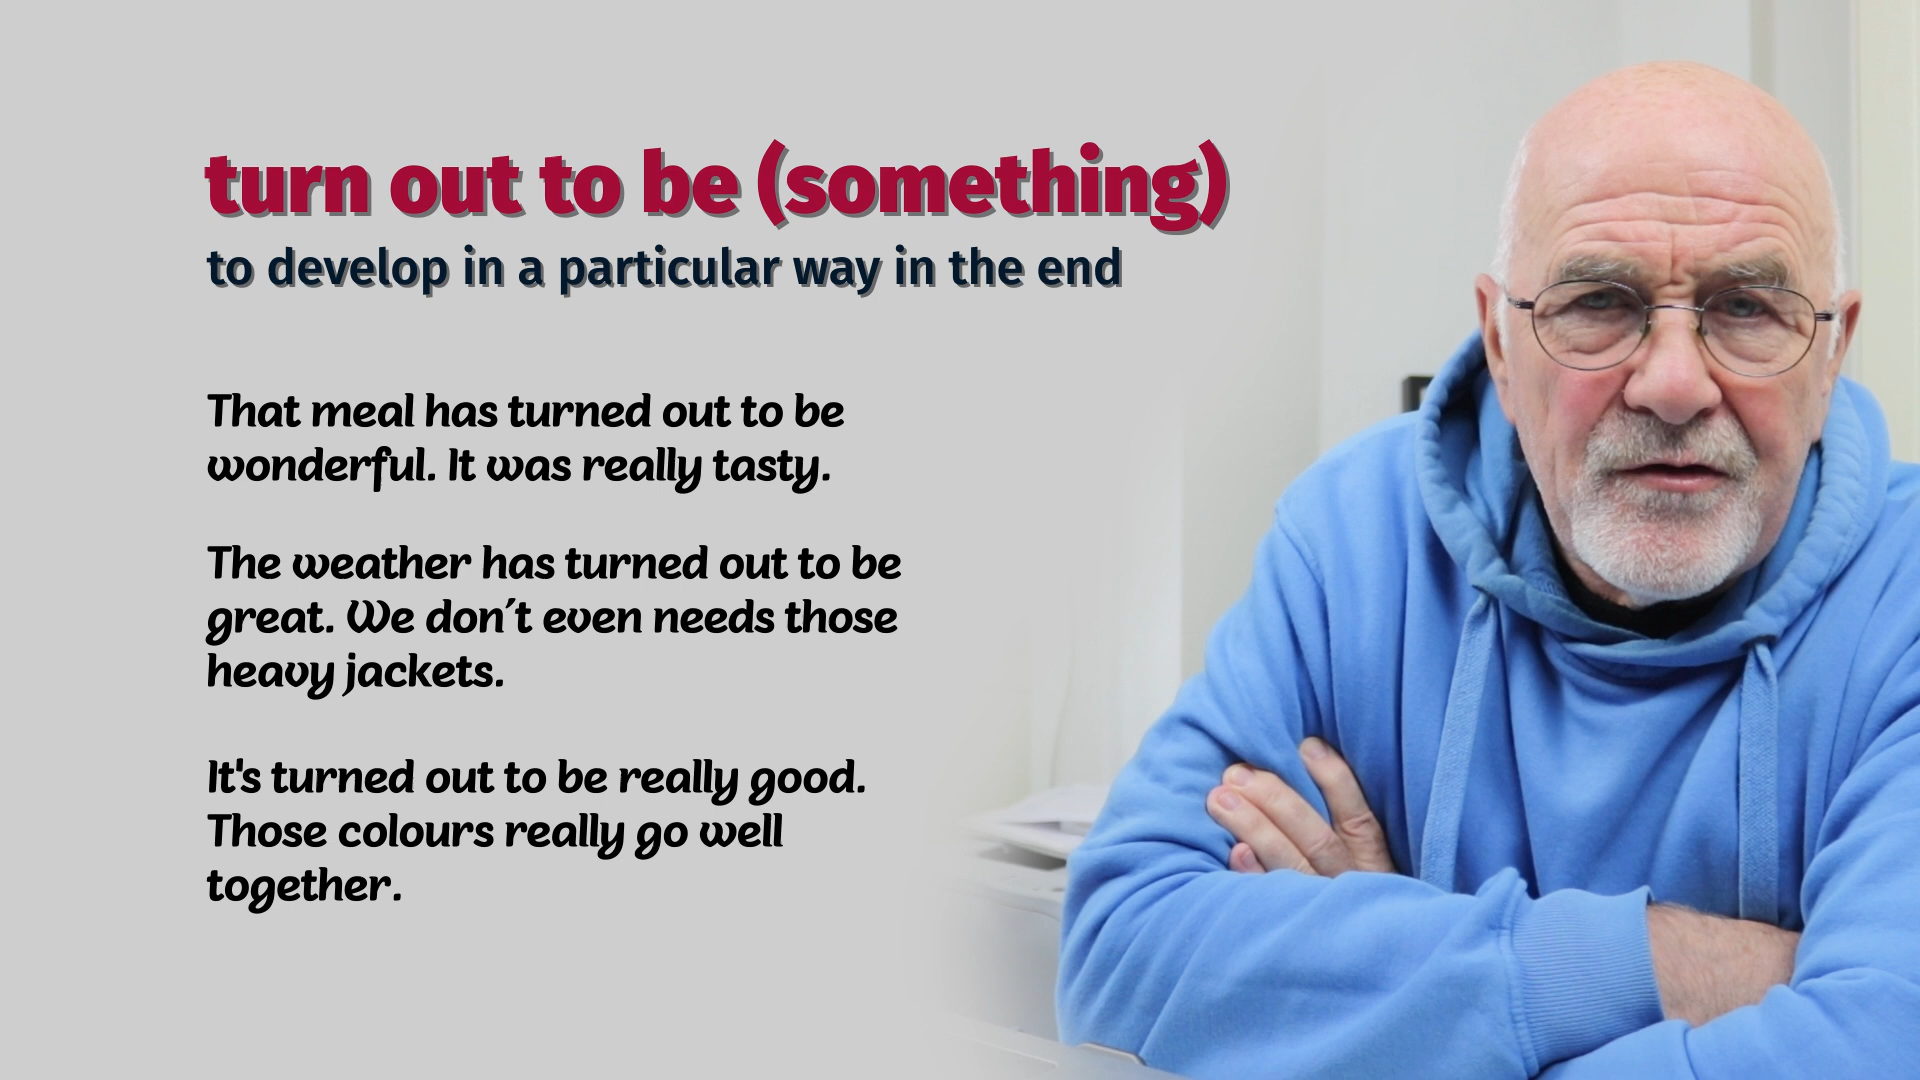 turn out to be (something)
to develop in a particular way in the end
That meal has turned out to be
wonderful. It was really tasty.
The weather has turned out to be
great. We don´t even needs those
heavy jackets.
It's turned out to be really good.
Those colours really go well
together.